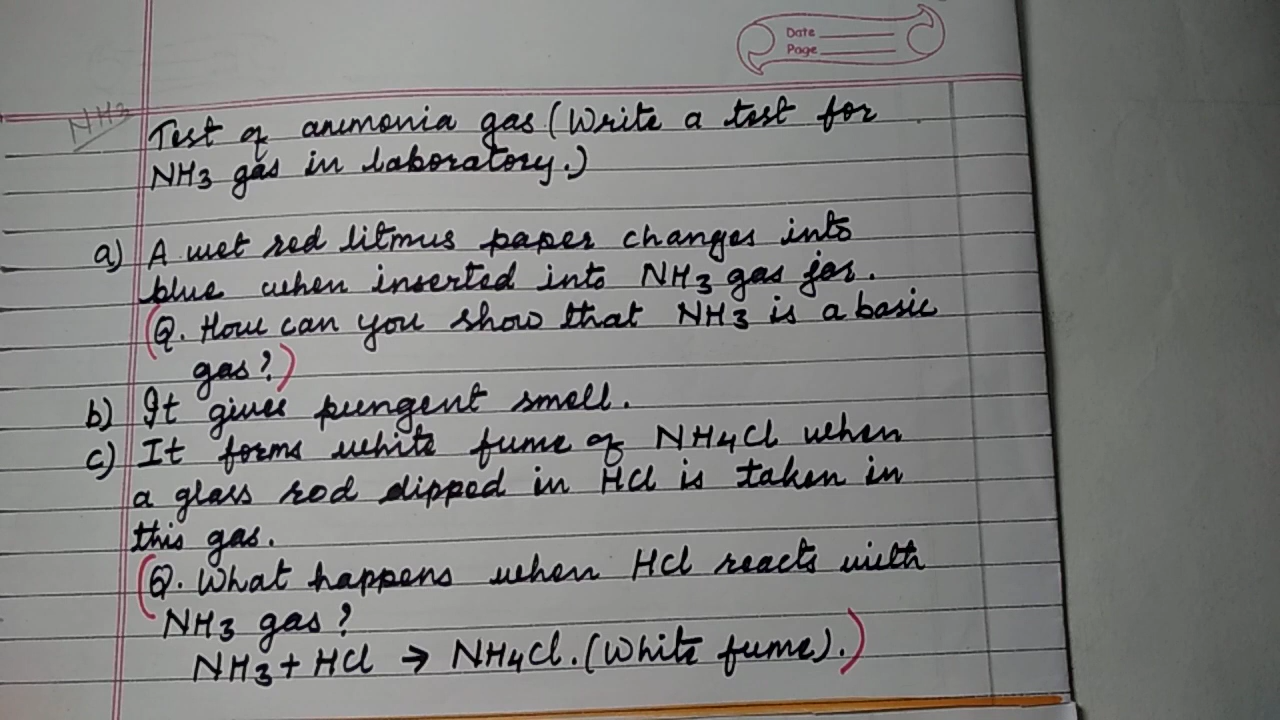 Date
Page
NH3
Test of ammonia gas (Write a test for
NH3 gas in laboratory.)
a) A wet red litmus paper changes into
blue when inserted into NH3 gas jar.
(Q. How can you show that NH3 is a basic
gas?)
b) It gives pungent smell.
c) It forms white fume of NH4Cl when
a glass rod dipped in HCl is taken in
this gas.
(Q. What happens when HCl reacts with
NH3 gas?
NH3 + HCl → NH4Cl. (White fume).)